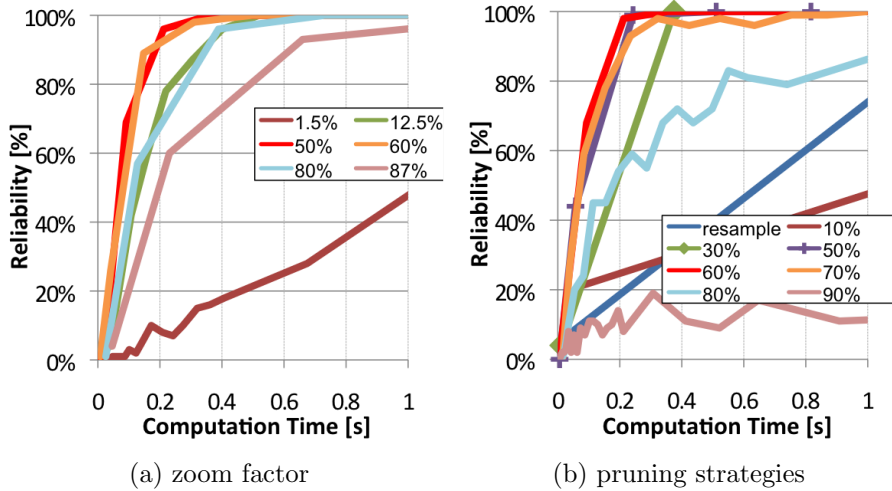 100%
80%
60%
40%
20%
0%
Reliability [%]
1.5% 12.5%
50% 60%
80% 87%
0 0.2 0.4 0.6 0.8 1
Computation Time [s]
(a) zoom factor
100%
80%
60%
40%
20%
0%
Reliability [%]
resample 10%
30% 50%
60% 70%
80% 90%
0 0.2 0.4 0.6 0.8 1
Computation Time [s]
(b) pruning strategies